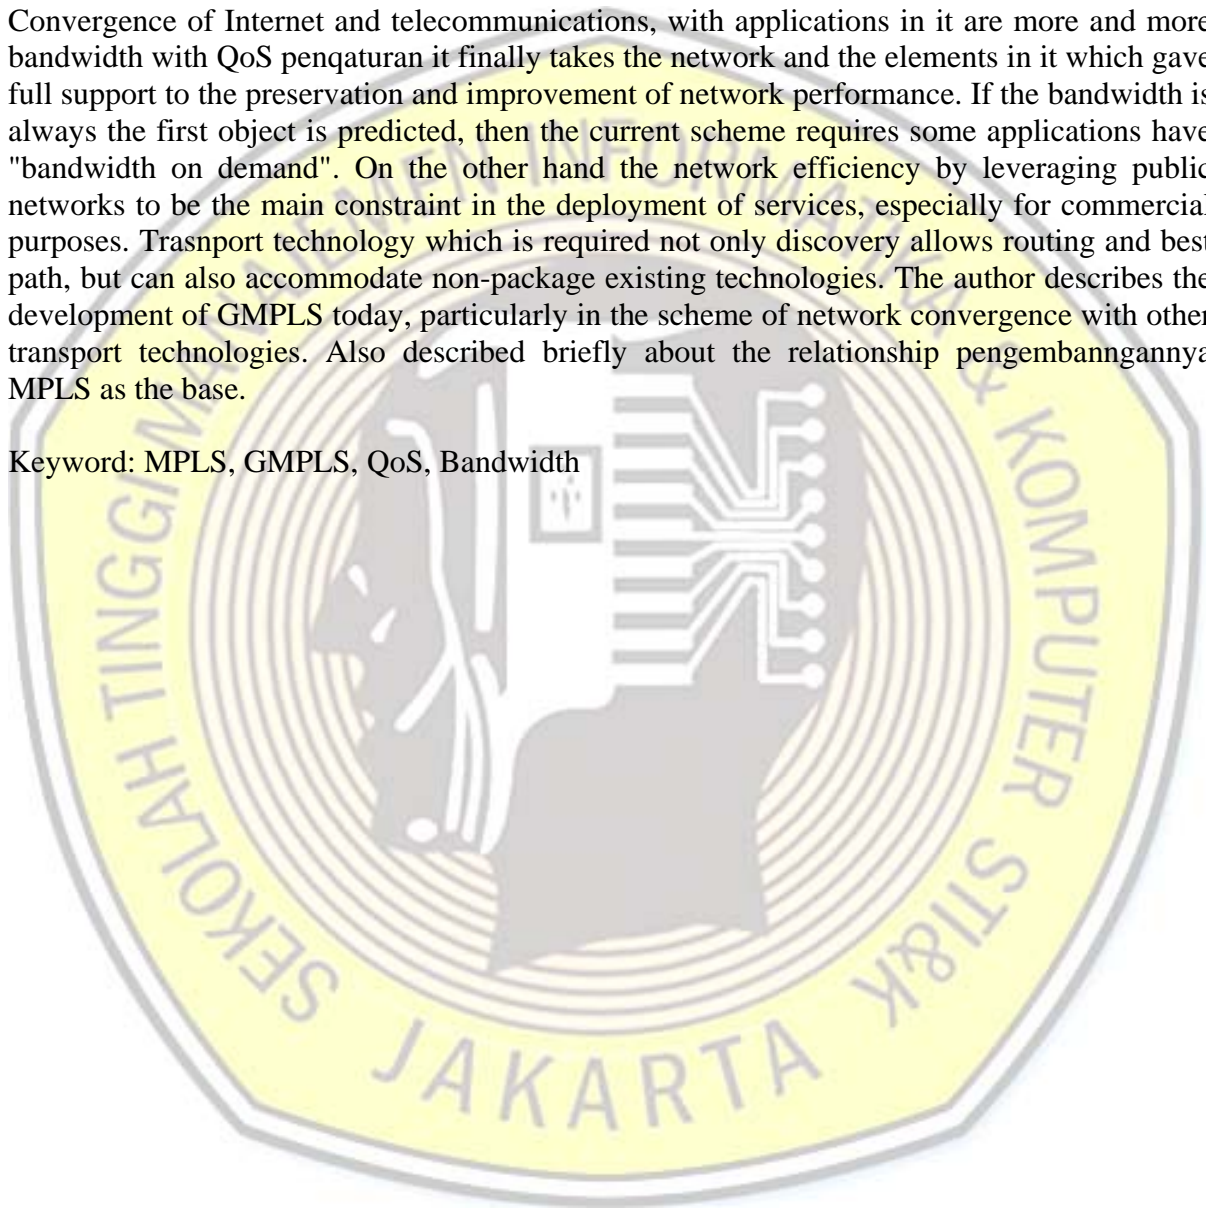 Convergence of Internet and telecommunications, with applications in it are more and more
bandwidth with QoS penqaturan it finally takes the network and the elements in it which gave
full support to the preservation and improvement of network performance. If the bandwidth is
always the first object is predicted, then the current scheme requires some applications have
"bandwidth on demand". On the other hand the network efficiency by leveraging public
networks to be the main constraint in the deployment of services, especially for commercial
purposes. Trasnport technology which is required not only discovery allows routing and best
path, but can also accommodate non-package existing technologies. The author describes the
development of GMPLS today, particularly in the scheme of network convergence with other
transport technologies. Also described briefly about the relationship pengembanngannya
MPLS as the base.
Keyword: MPLS, GMPLS, QoS, Bandwidth
SEKOLAH TINGGI MANAJEMEN INFORMATIKA & KOMPUTER STI&K
JAKARTA